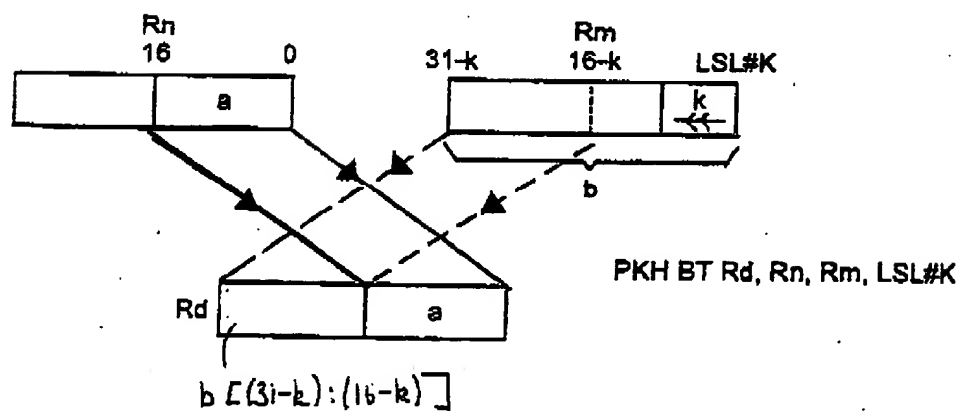 Rn
16 0
a
Rm
31-k 16-k LSL#K
k
b
PKH BT Rd, Rn, Rm, LSL#K
Rd
a
b [(31-k):(16-k)]